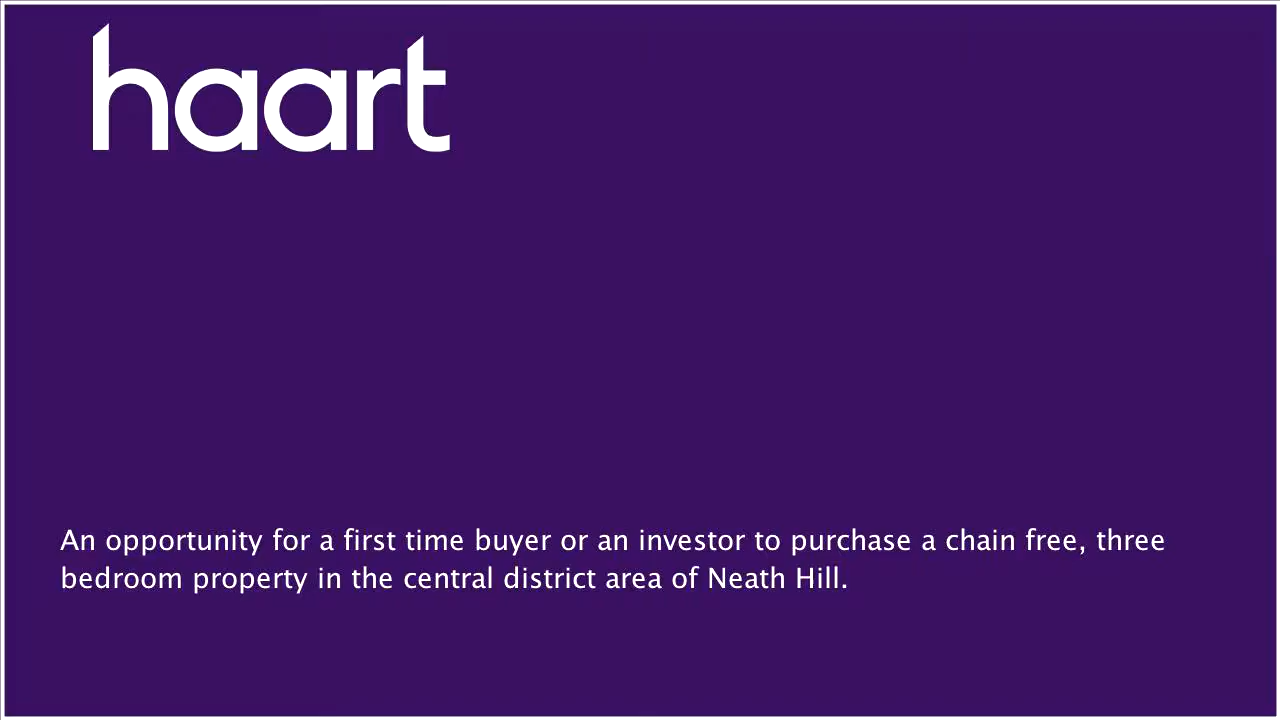 haart
An opportunity for a first time buyer or an investor to purchase a chain free, three
bedroom property in the central district area of Neath Hill.